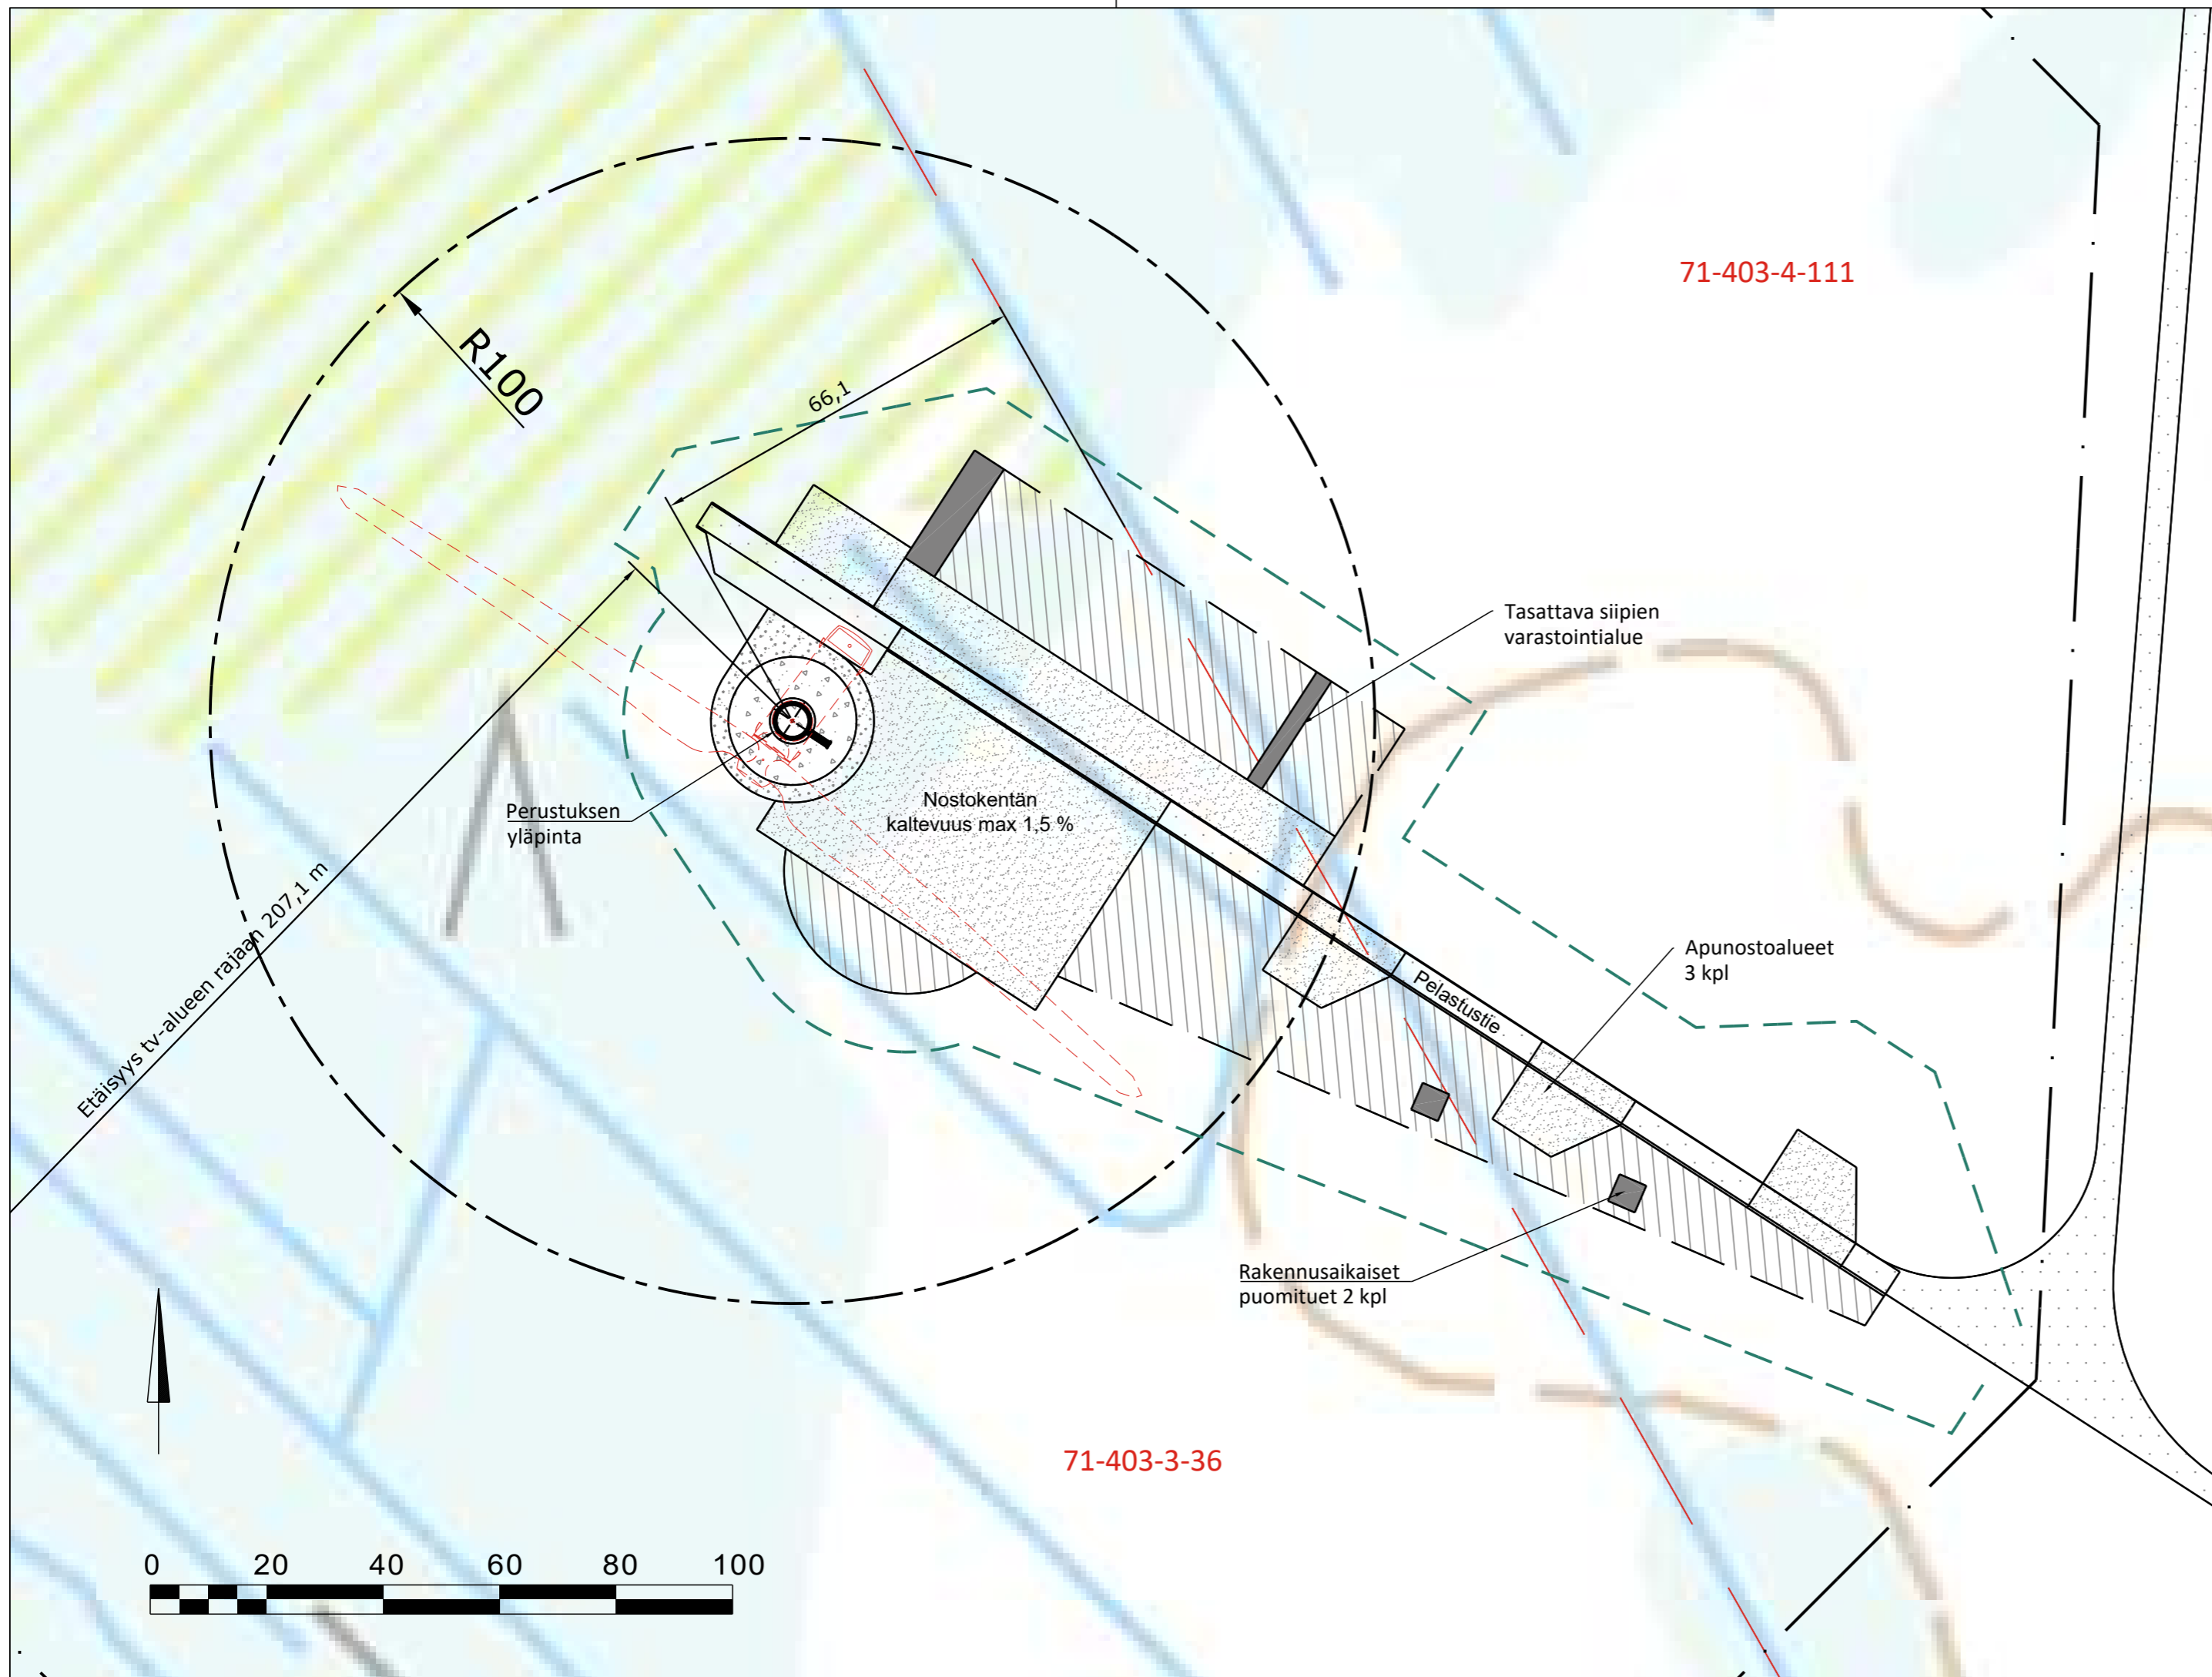 71-403-4-111
R100
66,1
Tasattava siipien
varastointialue
Nostokentän
kaltevuus max 1,5 %
Perustuksen
yläpinta
Etäisyys tv-alueen rajaan 207,1 m
Apunostoalueet
3 kpl
Pelastustie
Rakennusaikaiset
puomituet 2 kpl
71-403-3-36
0 20 40 60 80 100